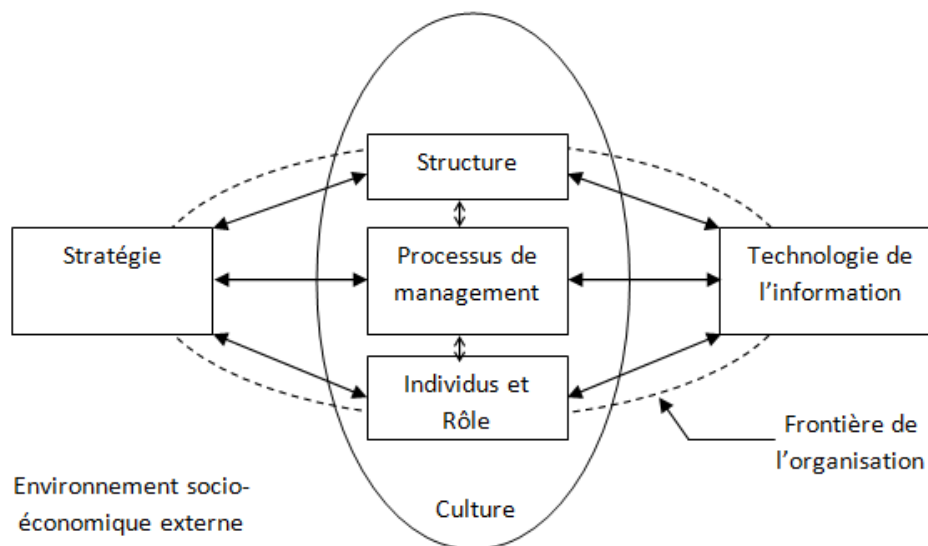 Structure
Stratégie
Processus de
management
Technologie de
l'information
Individus et
Rôle
Frontière de
l'organisation
Environnement socio-
économique externe
Culture